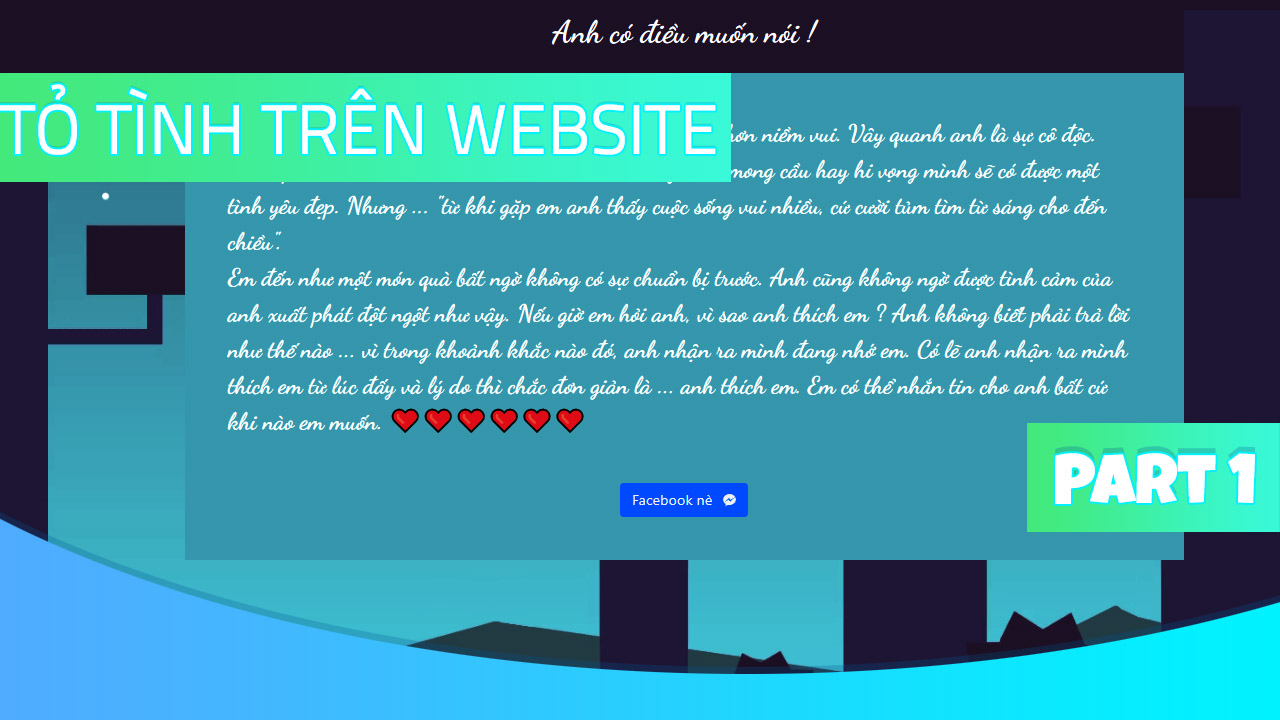 Anh có điều muốn nói !
TỎ TÌNH TRÊN WEBSITE
hơn niềm vui. Vây quanh anh là sự cô độc.
mong cầu hay hi vọng mình sẽ có được một
tình yêu đẹp. Nhưng ... "từ khi gặp em anh thấy cuộc sống vui nhiều, cứ cười tủm tỉm từ sáng cho đến
chiều".
Em đến như một món quà bất ngờ không có sự chuẩn bị trước. Anh cũng không ngờ được tình cảm của
anh xuất phát đột ngột như vậy. Nếu giờ em hỏi anh, vì sao anh thích em ? Anh không biết phải trả lời
như thế nào ... vì trong khoảnh khắc nào đó, anh nhận ra mình đang nhớ em. Có lẽ anh nhận ra mình
thích em từ lúc đấy và lý do thì chắc đơn giản là ... anh thích em. Em có thể nhắn tin cho anh bất cứ
khi nào em muốn. ❤❤❤❤❤❤
PART 1
Facebook nè